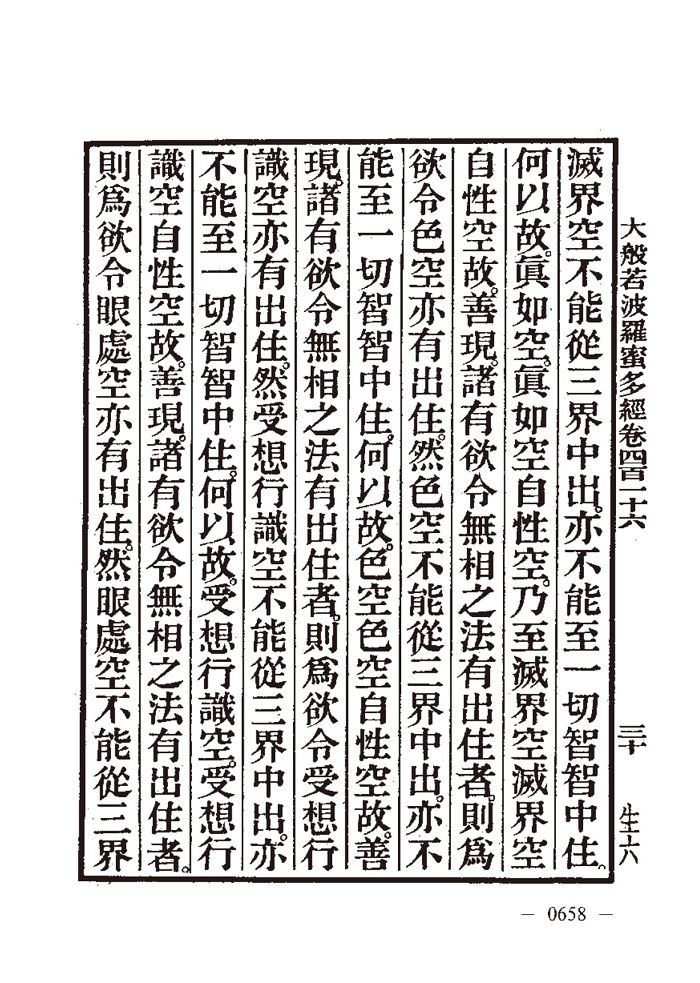 大般若波羅蜜多經卷四百二十六 三十 生六
滅界空不能從三界中出。亦不能至一切智智中住。
何以故。眞如空。眞如空自性空。乃至滅界空滅界空
自性空故。善現。諸有欲令無相之法有出住者。則爲
欲令色空亦有出住。然色空不能從三界中出。亦不
能至一切智智中住。何以故。色空色空自性空故。善
現。諸有欲令無相之法有出住者。則爲欲令受想行
識空亦有出住。然受想行識空不能從三界中出。亦
不能至一切智智中住。何以故。受想行識空。受想行
識空自性空故。善現。諸有欲令無相之法有出住者。
則爲欲令眼處空亦有出住。然眼處空不能從三界
— 0658 —